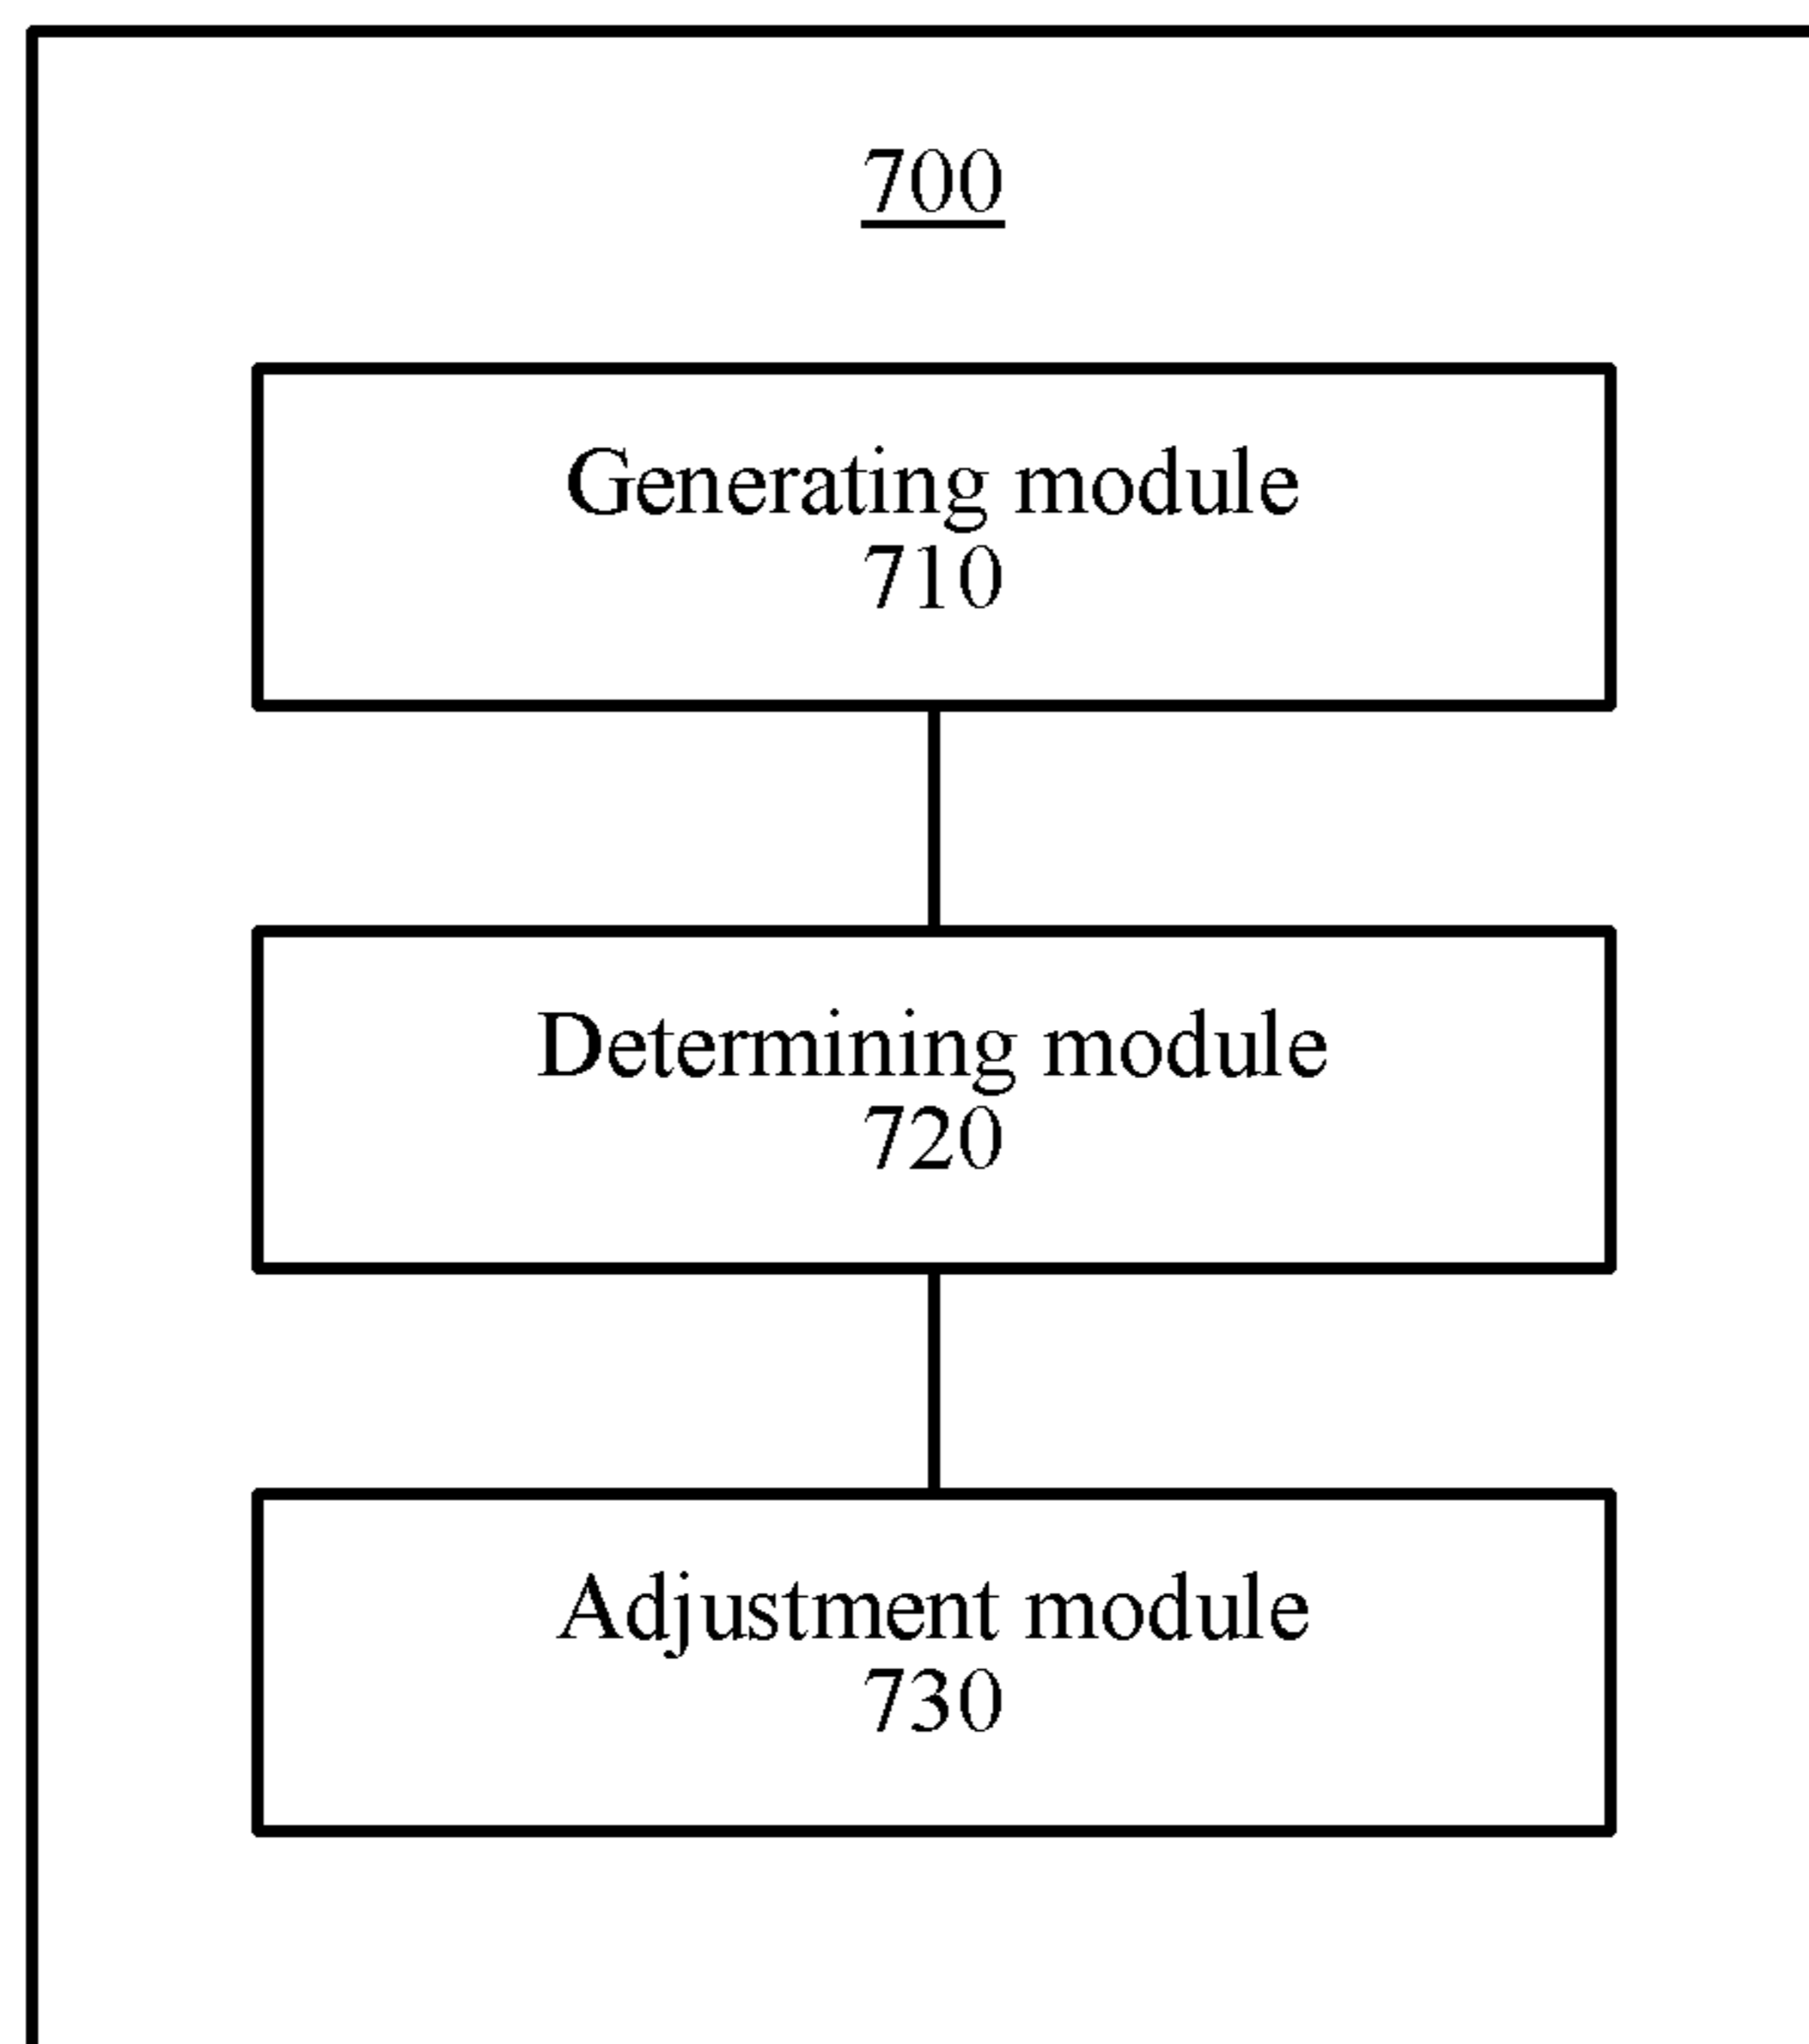 700
Generating module
710
Determining module
720
Adjustment module
730